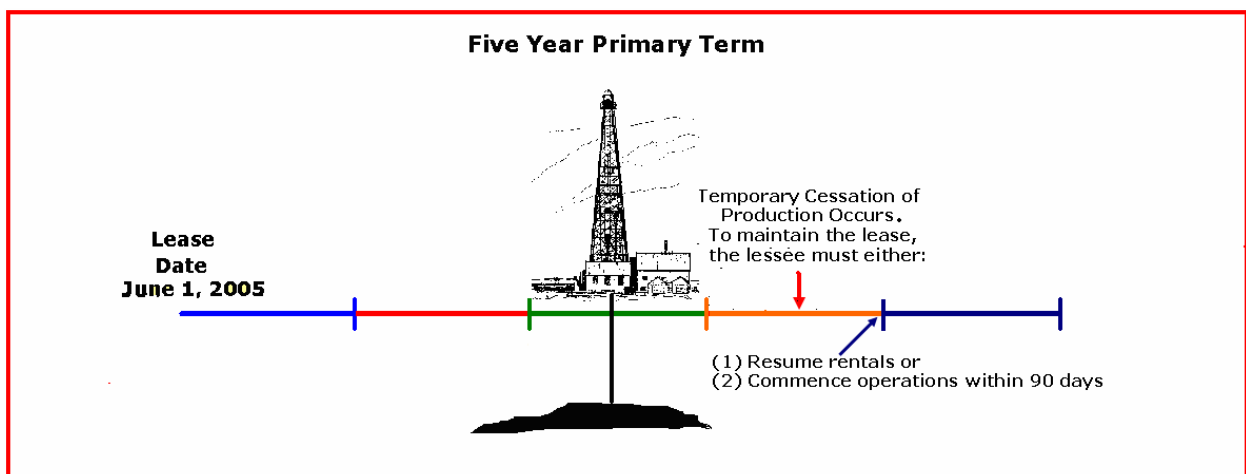 Five Year Primary Term
Temporary Cessation of
Production Occurs.
To maintain the lease,
the lessee must either:
Lease
Date
June 1, 2005
(1) Resume rentals or
(2) Commence operations within 90 days